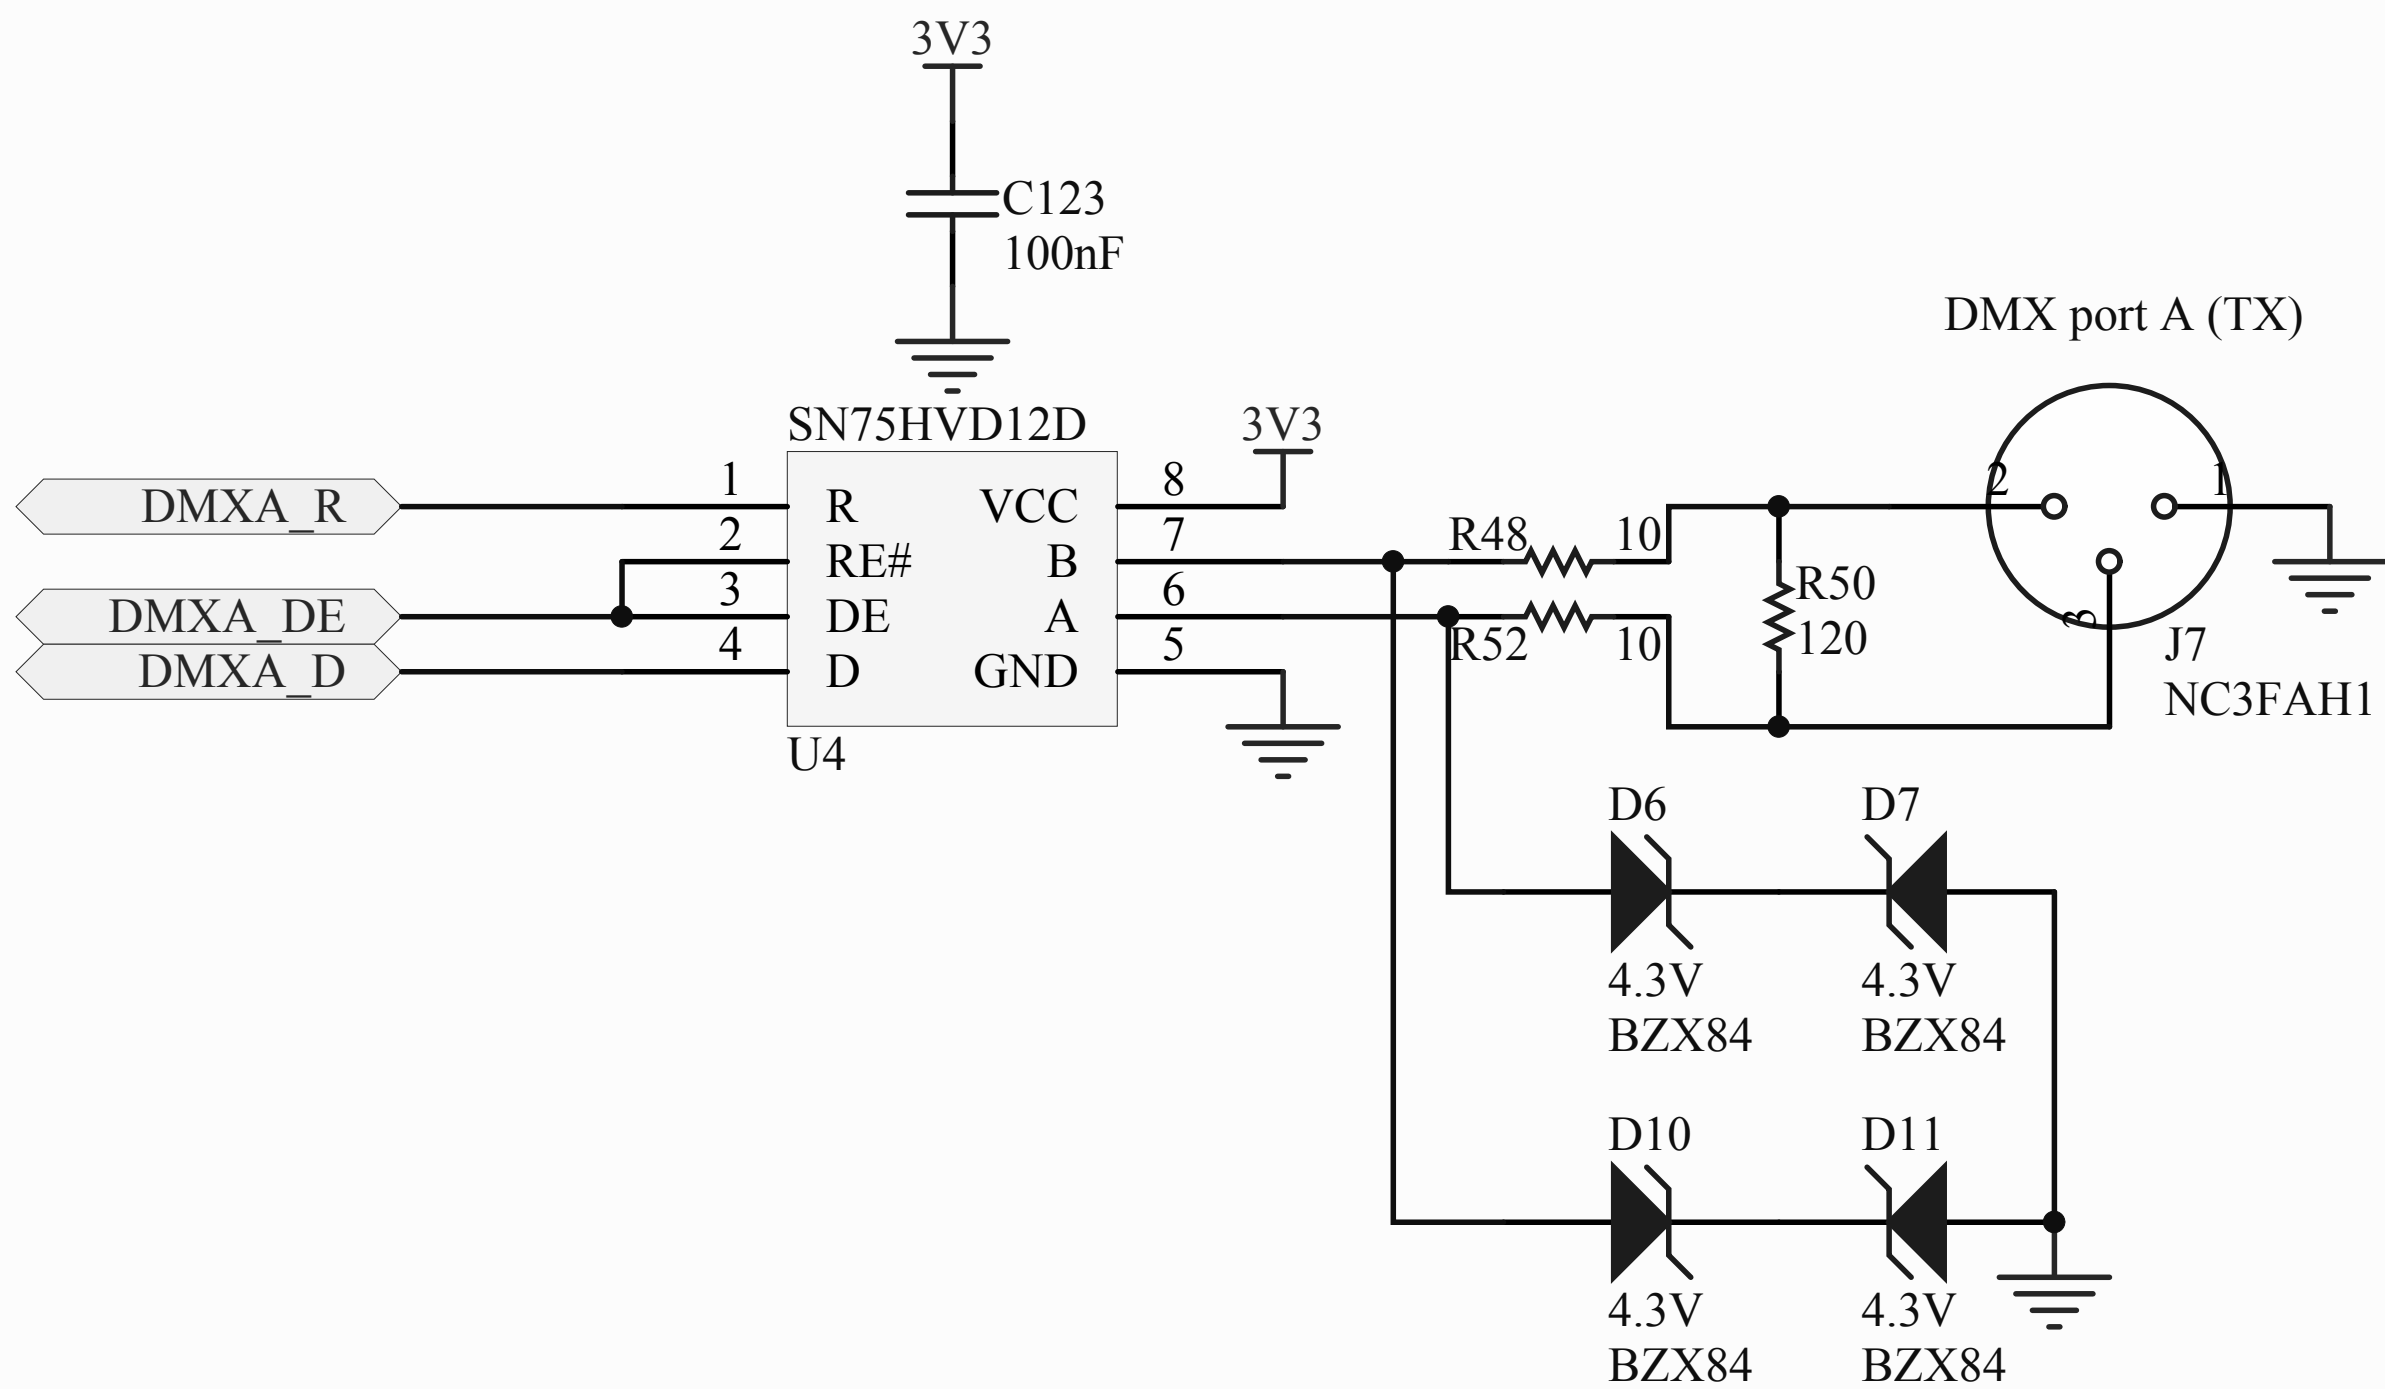 3V3
C123
100nF
DMX port A (TX)
SN75HVD12D
3V3
DMXA_R
1
R
VCC
8
2
RE#
B
7
R48
10
2
1
DMXA_DE
3
DE
A
6
R52
10
R50
120
3
DMXA_D
4
D
GND
5
J7
NC3FAH1
U4
D6
D7
4.3V
4.3V
BZX84
BZX84
D10
D11
4.3V
4.3V
BZX84
BZX84